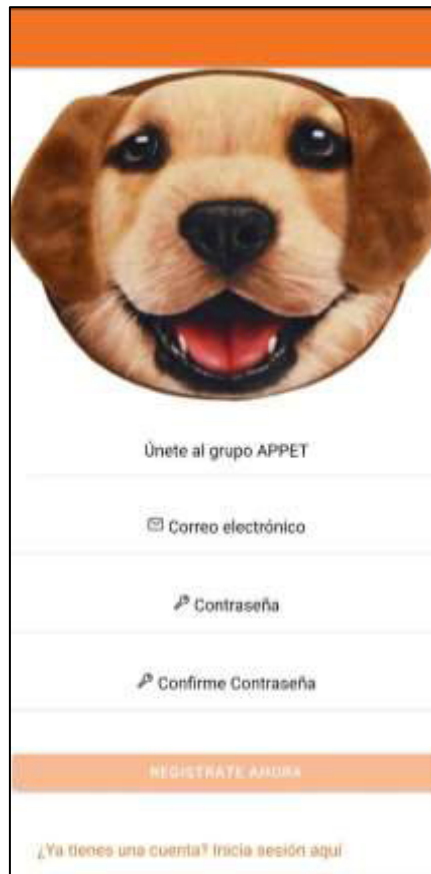 Únete al grupo APPET
Correo electrónico
Contraseña
Confirme Contraseña
REGISTRATE AHORA
¿Ya tienes una cuenta? Inicia sesión aquí